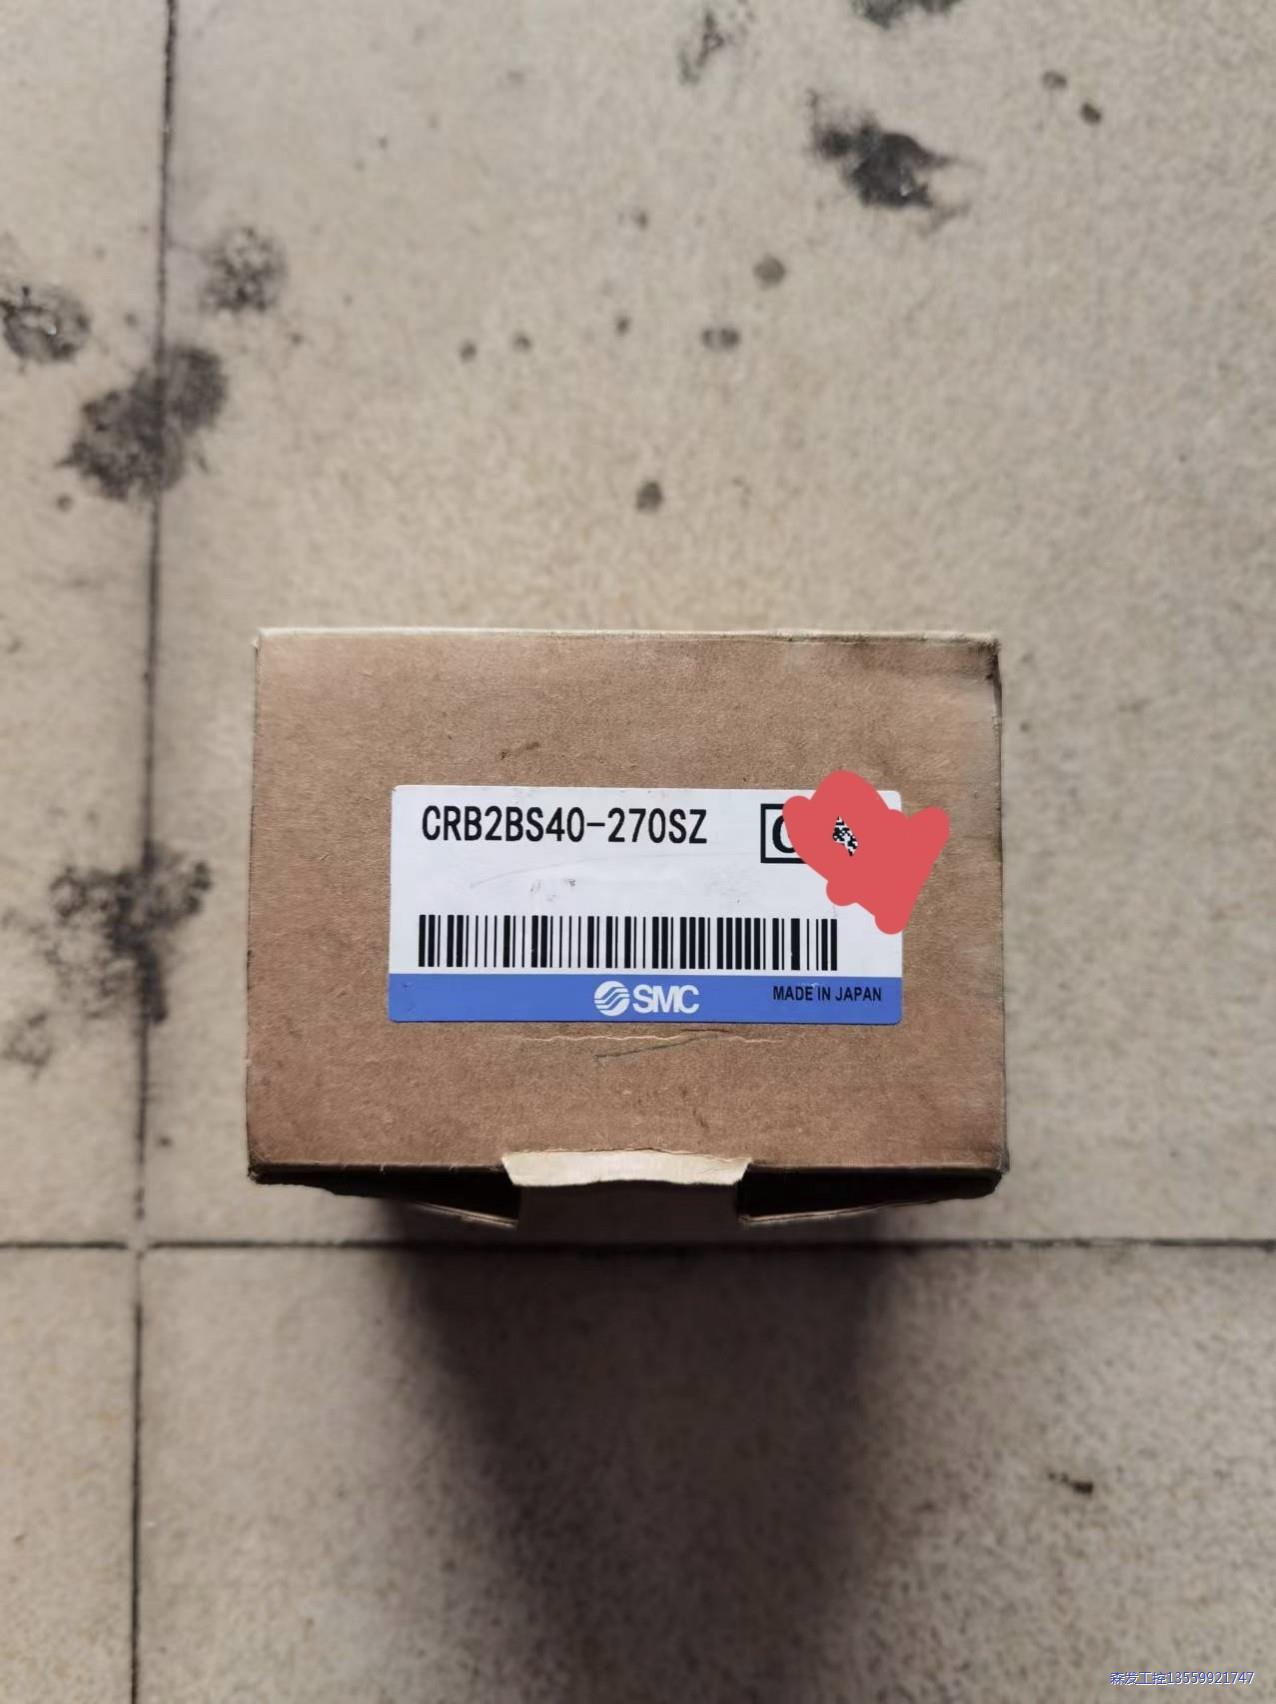 CRB2BS40-270SZ
SMC
MADE IN JAPAN
森发工控13559921747